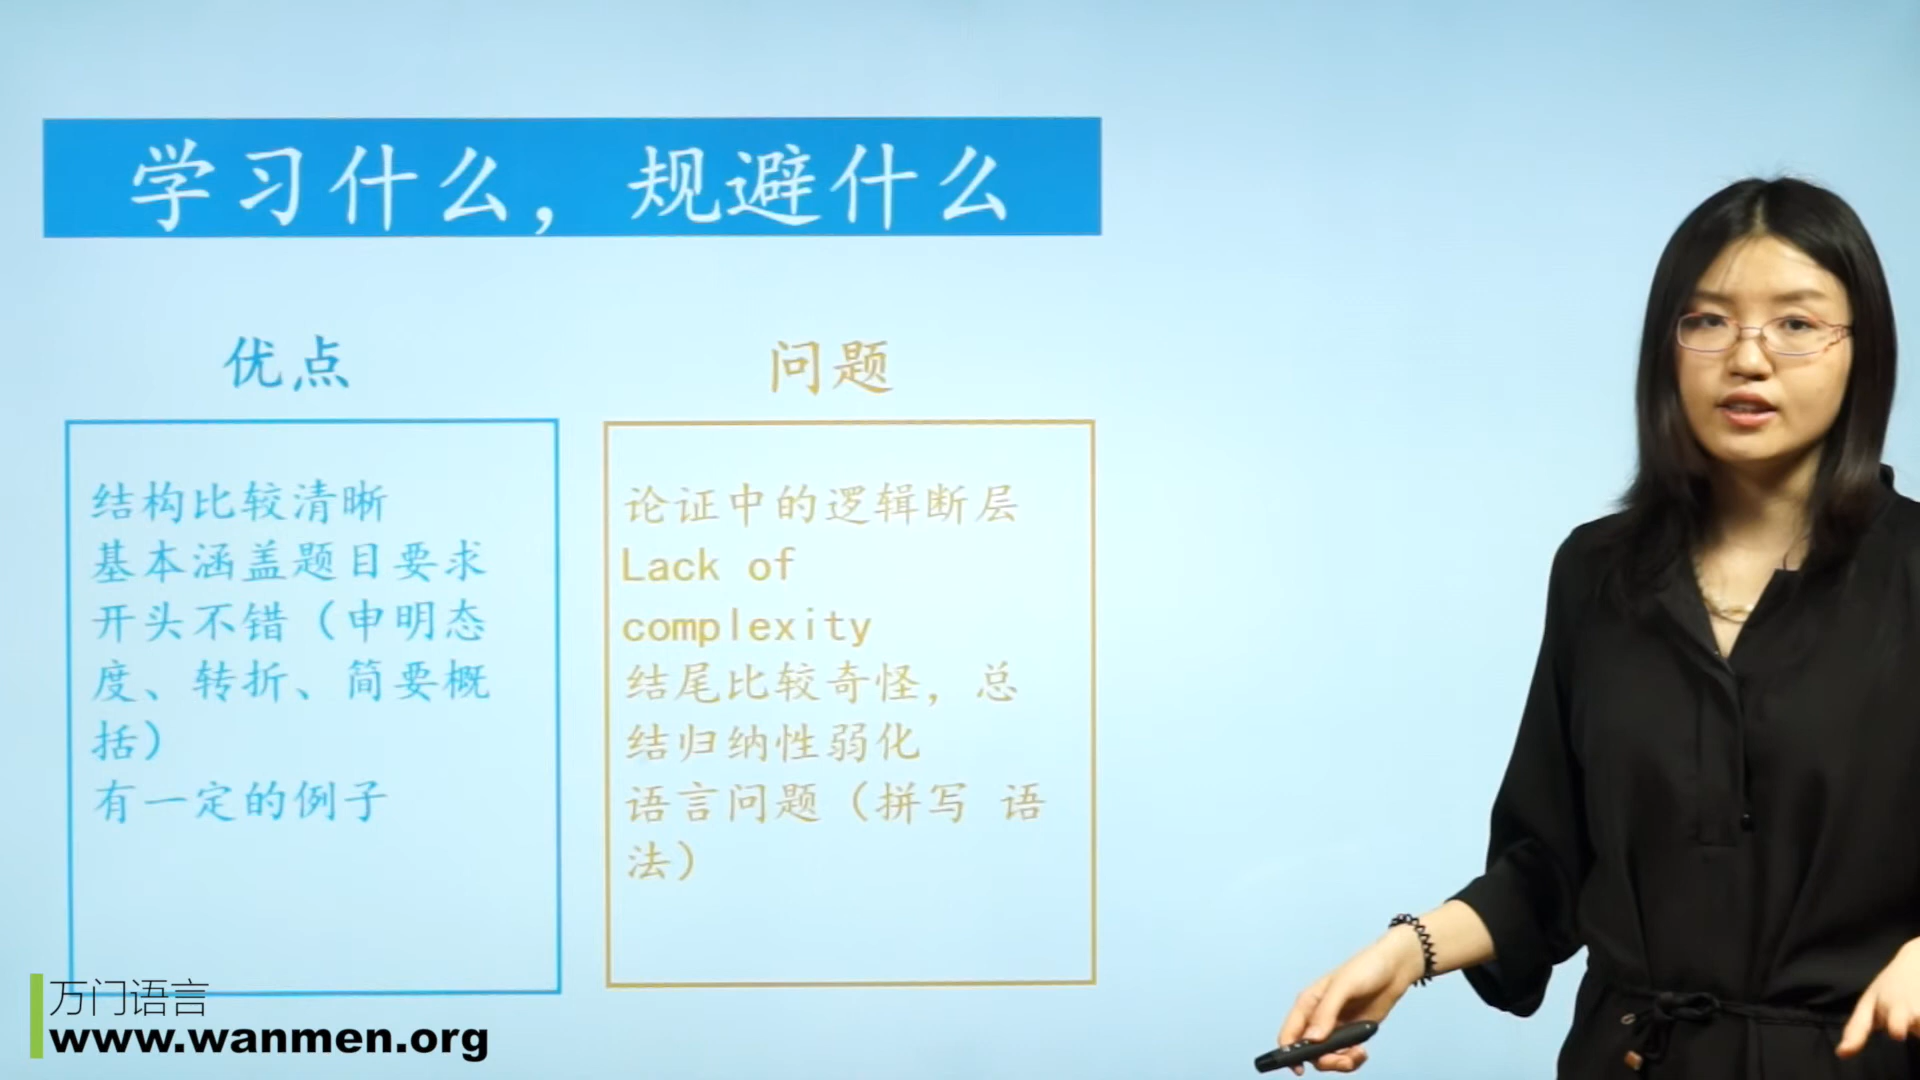 学习什么，规避什么
优点
结构比较清晰
基本涵盖题目要求
开头不错（申明态
度、转折、简要概
括）
有一定的例子
问题
论证中的逻辑断层
Lack of
complexity
结尾比较奇怪，总
结归纳性弱化
语言问题（拼写 语
法）
万门语言
www.wanmen.org